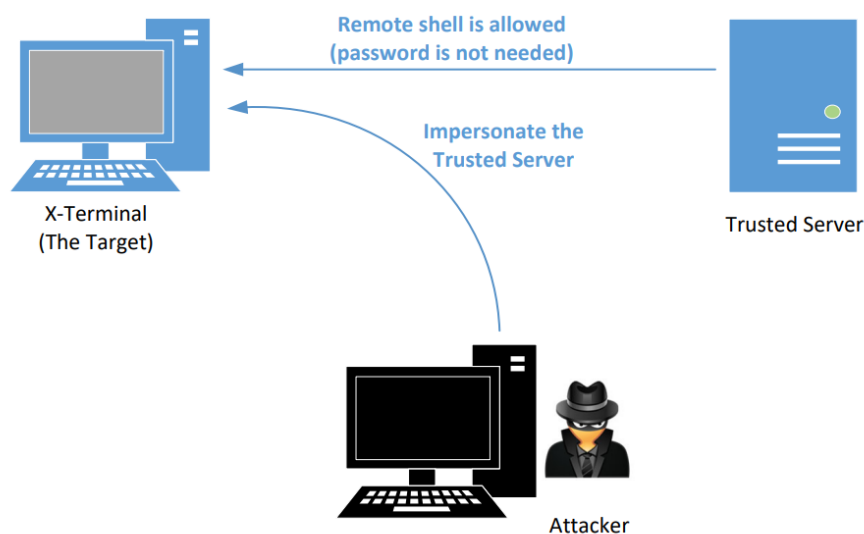 Remote shell is allowed
(password is not needed)
Impersonate the
Trusted Server
X-Terminal
(The Target)
Trusted Server
Attacker